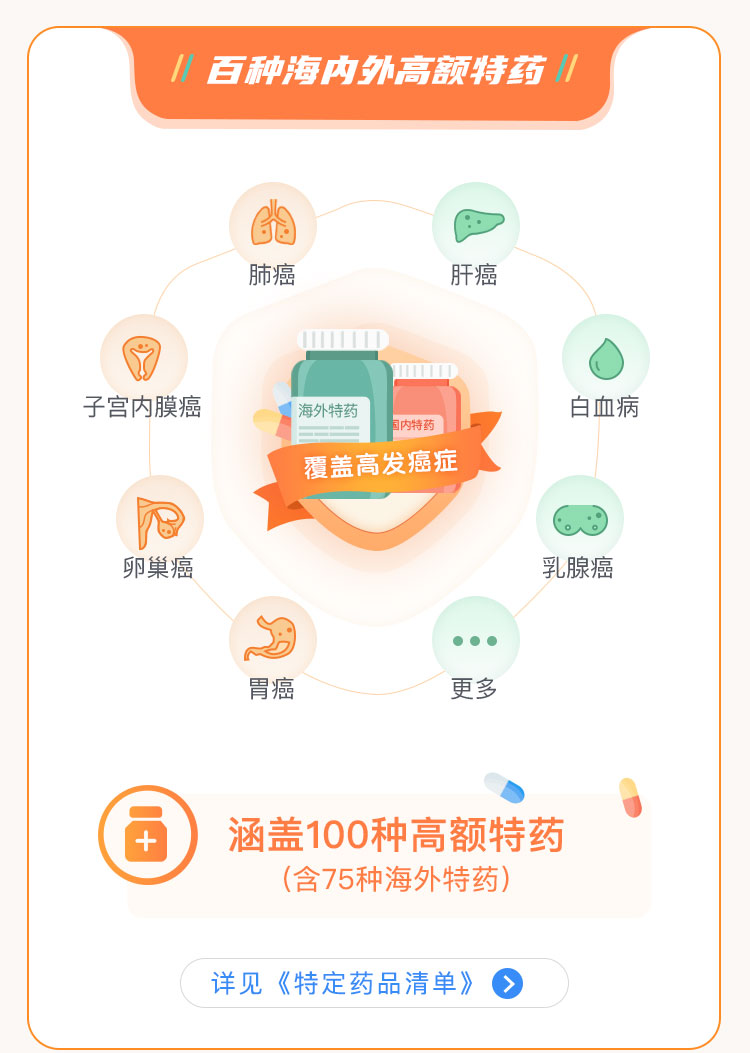 百种海内外高额特药
肺癌
肝癌
子宫内膜癌
白血病
海外特药
国内特药
覆盖高发癌症
卵巢癌
乳腺癌
胃癌
更多
涵盖100种高额特药
（含75种海外特药）
详见《特定药品清单》